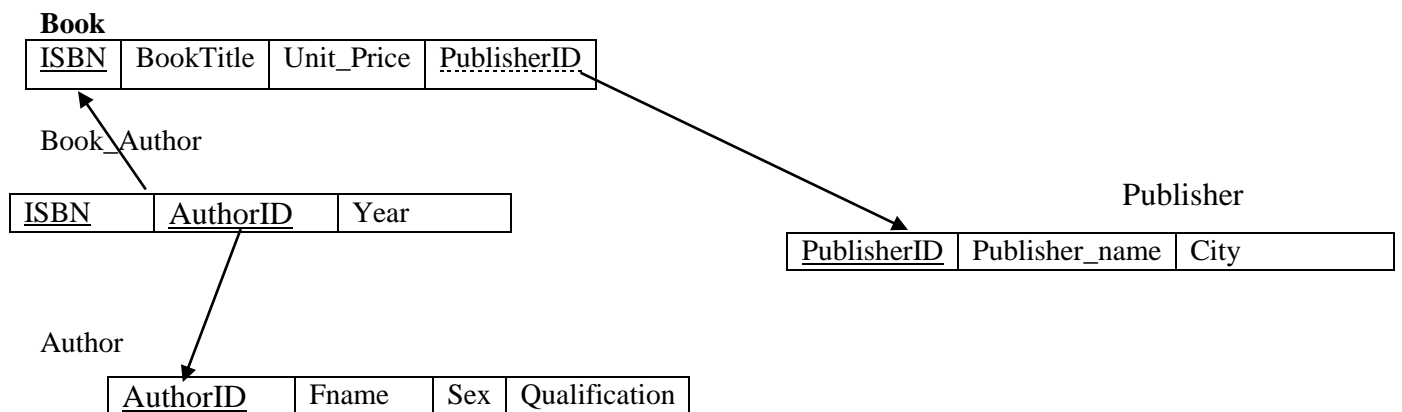 Book
ISBN BookTitle Unit_Price PublisherID
Book_Author
ISBN AuthorID Year
Publisher
PublisherID Publisher_name City
Author
AuthorID Fname Sex Qualification